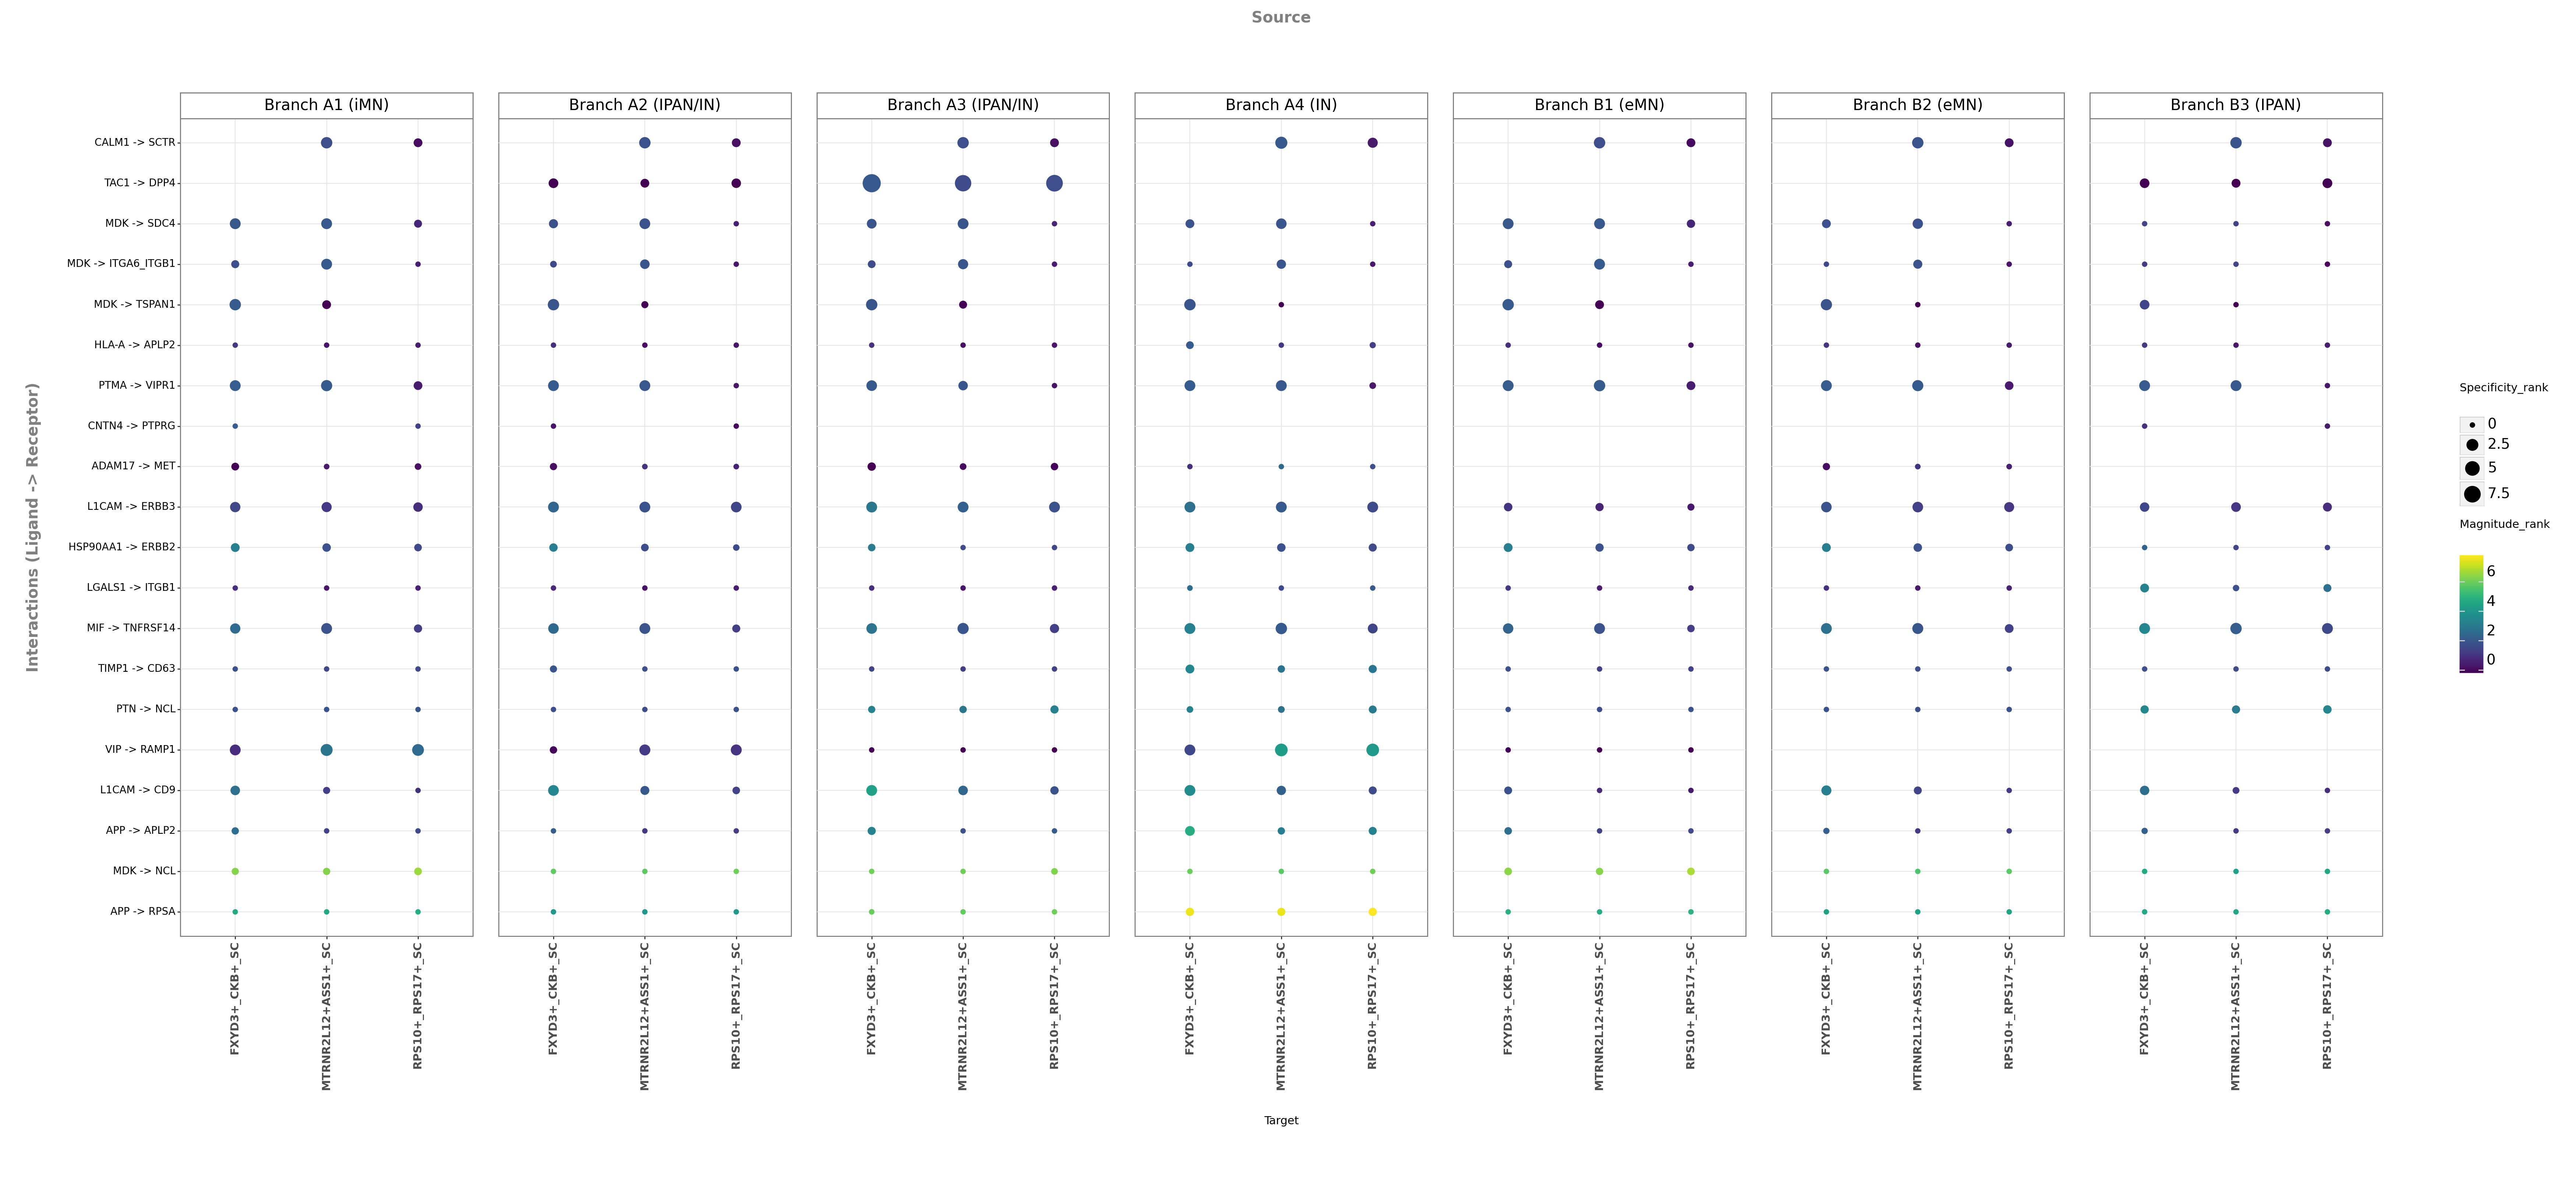 Source
Branch A1 (iMN)
Branch A2 (IPAN/IN)
Branch A3 (IPAN/IN)
Branch A4 (IN)
Branch B1 (eMN)
Branch B2 (eMN)
Branch B3 (IPAN)
Interactions (Ligand -> Receptor)
CALM1 -> SCTR
TAC1 -> DPP4
MDK -> SDC4
MDK -> ITGA6_ITGB1
MDK -> TSPAN1
HLA-A -> APLP2
PTMA -> VIPR1
CNTN4 -> PTPRG
ADAM17 -> MET
L1CAM -> ERBB3
HSP90AA1 -> ERBB2
LGALS1 -> ITGB1
MIF -> TNFRSF14
TIMP1 -> CD63
PTN -> NCL
VIP -> RAMP1
L1CAM -> CD9
APP -> APLP2
MDK -> NCL
APP -> RPSA
FXYD3+_CKB+_SC
MTRNR2L12+ASS1+_SC
RPS10+_RPS17+_SC
FXYD3+_CKB+_SC
MTRNR2L12+ASS1+_SC
RPS10+_RPS17+_SC
FXYD3+_CKB+_SC
MTRNR2L12+ASS1+_SC
RPS10+_RPS17+_SC
FXYD3+_CKB+_SC
MTRNR2L12+ASS1+_SC
RPS10+_RPS17+_SC
FXYD3+_CKB+_SC
MTRNR2L12+ASS1+_SC
RPS10+_RPS17+_SC
FXYD3+_CKB+_SC
MTRNR2L12+ASS1+_SC
RPS10+_RPS17+_SC
FXYD3+_CKB+_SC
MTRNR2L12+ASS1+_SC
RPS10+_RPS17+_SC
Target
Specificity_rank
0
2.5
5
7.5
Magnitude_rank
6
4
2
0